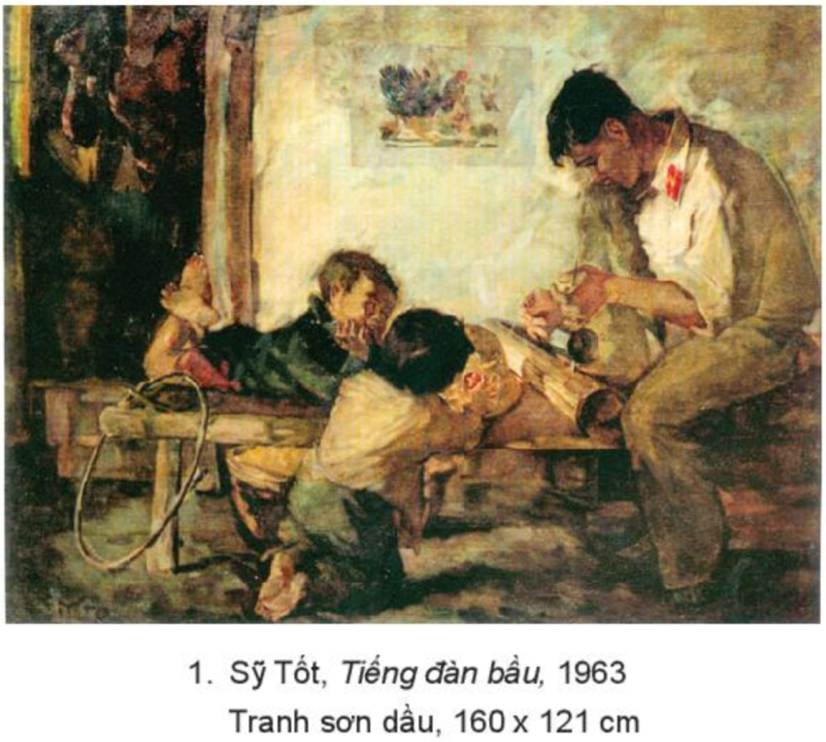 1. Sỹ Tốt, Tiếng đàn bầu, 1963
Tranh sơn dầu, 160 x 121 cm